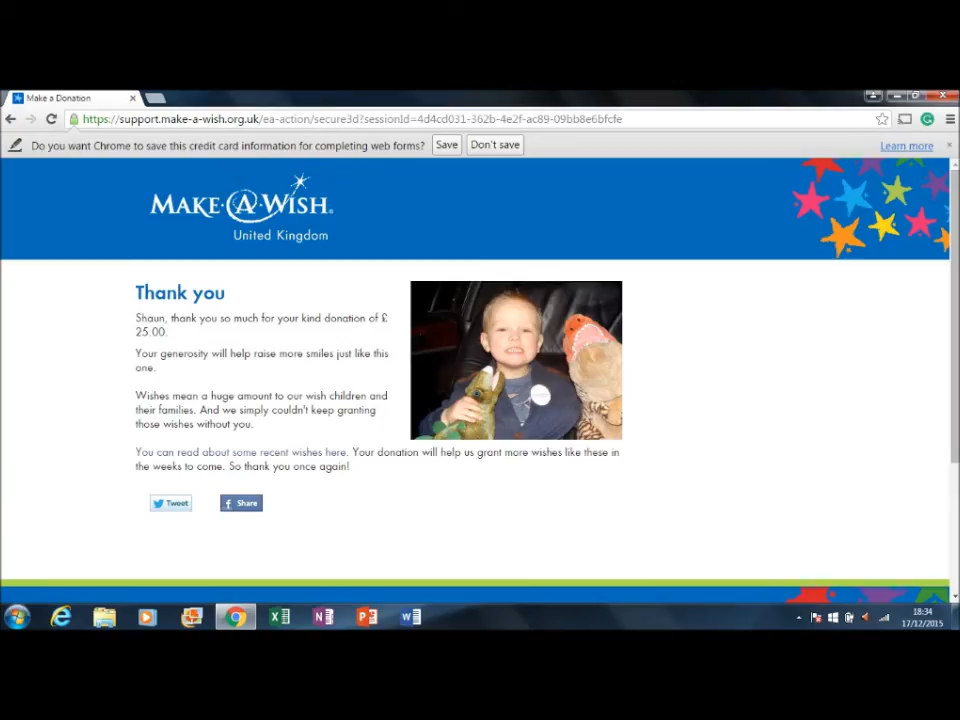 Make a Donation
https://support.make-a-wish.org.uk/ea-action/secure3d?sessionId=4d4cd031-362b-4e2f-ac89-09bb8e6bfcfe
Do you want Chrome to save this credit card information for completing web forms? Save Don't save Learn more
MAKE·A·WISH®
United Kingdom
Thank you
Shaun, thank you so much for your kind donation of £
25.00.
Your generosity will help raise more smiles just like this
one.
Wishes mean a huge amount to our wish children and
their families. And we simply couldn't keep granting
those wishes without you.
You can read about some recent wishes here. Your donation will help us grant more wishes like these in
the weeks to come. So thank you once again!
Tweet Share
18:34
17/12/2015